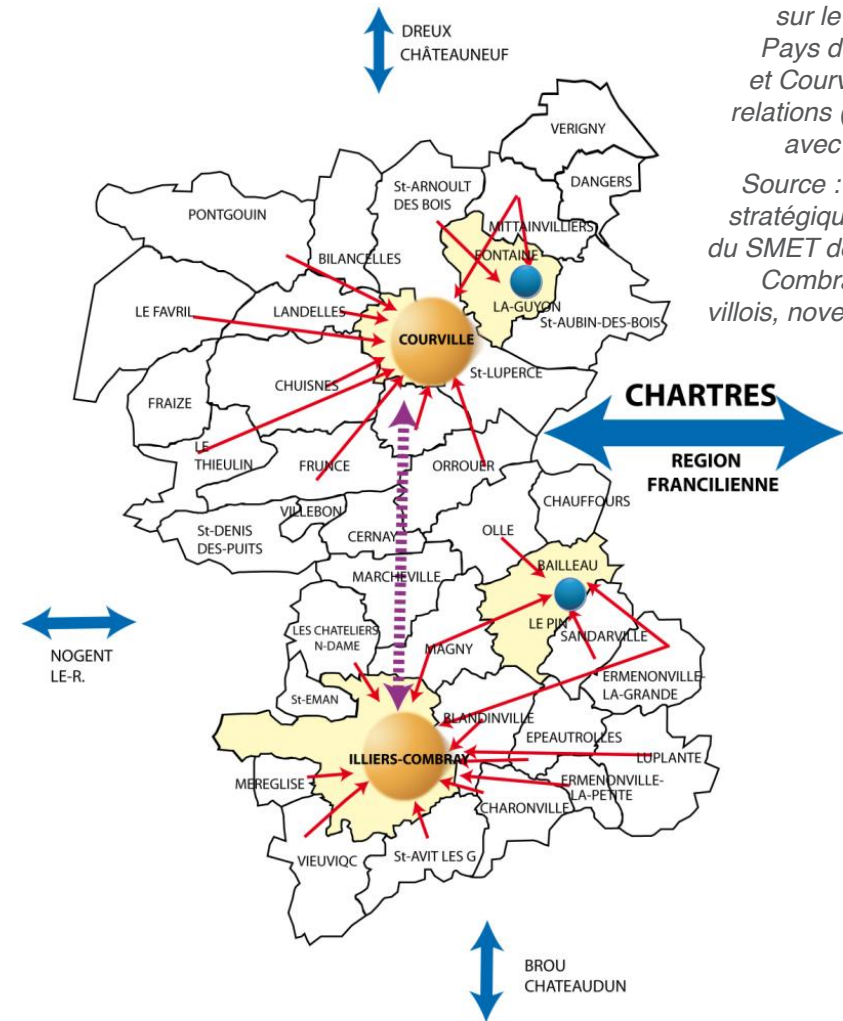 sur le
Pays d
et Courv
relations (
avec
Source :
stratégiqu
du SMET de
Combra
villois, nove
DREUX
CHÂTEAUNEUF
VERIGNY
DANGERS
St-ARNOULT
DES BOIS
PONTGOUIN
MITTAINVILLIERS
BILANCELLES
FONTAINE
LA-GUYON
LE FAVRIL
LANDELLES
St-AUBIN-DES-BOIS
COURVILLE
St-LUPERCE
CHUISNES
FRAIZE
CHARTRES
REGION
FRANCILIENNE
LE
THIEULIN
FRUNCE
ORROUER
CHAUFFOURS
VILLEBON
St-DENIS
DES-PUITS
CERNAY
OLLE
BAILLEAU
MARCHEVILLE
LE PIN
SANDARVILLE
LES CHATELIERS
N-DAME
MAGNY
NOGENT
LE-R.
ERMENONVILLE-
LA-GRANDE
St-EMAN
BLANDINVILLE
EPEAUTROLLES
ILLIERS-COMBRAY
LUPLANTE
MEREGLISE
ERMENONVILLE-
LA-PETITE
CHARONVILLE
VIEUVIQC
St-AVIT LES G
BROU
CHATEAUDUN